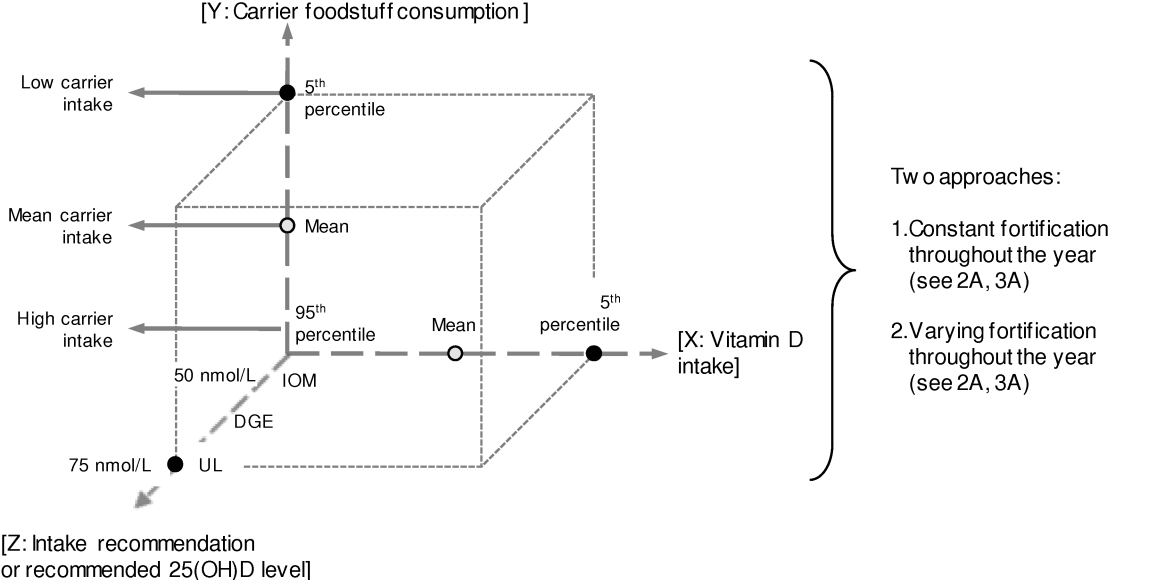 [Y: Carrier foodstuff consumption ]
Low carrier
intake
5th
percentile
Mean carrier
intake
Mean
High carrier
intake
95th
percentile
Mean
5th
percentile
[X: Vitamin D
intake]
50 nmol/L
IOM
DGE
75 nmol/L
UL
[Z: Intake recommendation
or recommended 25(OH)D level]
Two approaches:
1.Constant fortification
throughout the year
(see 2A, 3A)
2.Varying fortification
throughout the year
(see 2A, 3A)